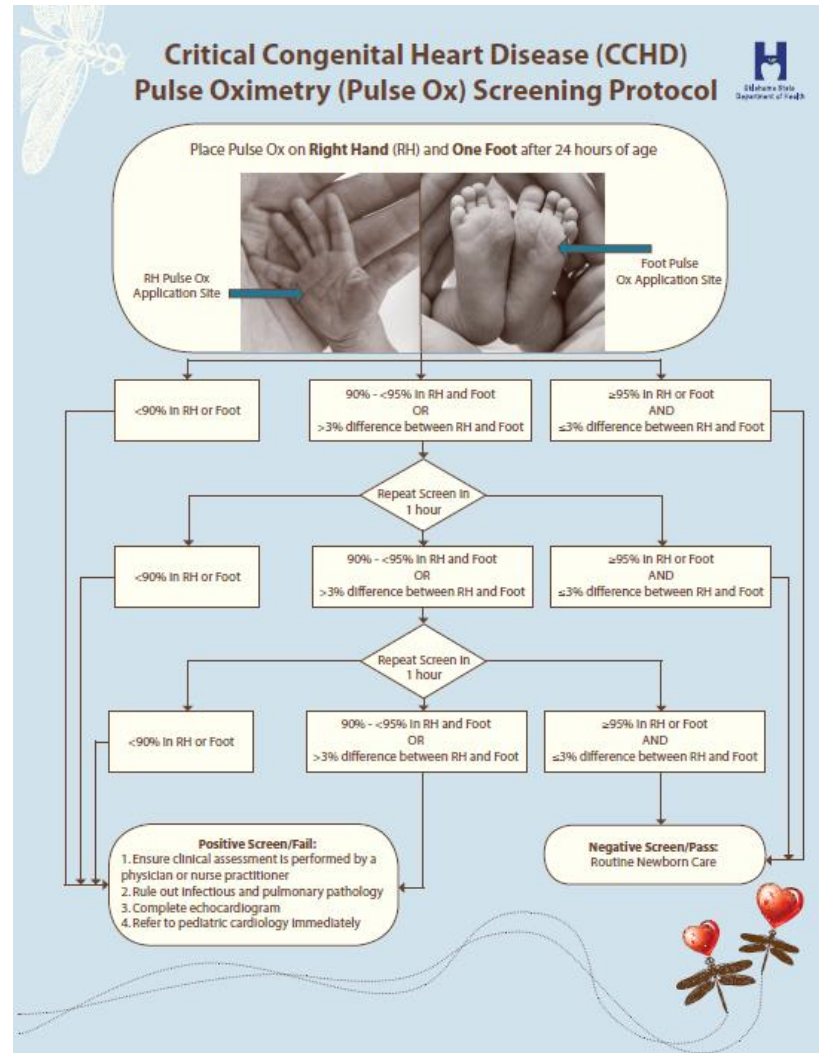 Critical Congenital Heart Disease (CCHD)
Pulse Oximetry (Pulse Ox) Screening Protocol
Oklahoma State
Department of Health
Place Pulse Ox on Right Hand (RH) and One Foot after 24 hours of age
RH Pulse Ox
Application Site
Foot Pulse
Ox Application Site
<90% in RH or Foot
90% - <95% in RH and Foot
OR
>3% difference between RH and Foot
≥95% in RH or Foot
AND
≤3% difference between RH and Foot
Repeat Screen in
1 hour
<90% in RH or Foot
90% - <95% in RH and Foot
OR
>3% difference between RH and Foot
≥95% in RH or Foot
AND
≤3% difference between RH and Foot
Repeat Screen in
1 hour
<90% in RH or Foot
90% - <95% in RH and Foot
OR
>3% difference between RH and Foot
≥95% in RH or Foot
AND
≤3% difference between RH and Foot
Positive Screen/Fail:
1. Ensure clinical assessment is performed by a
physician or nurse practitioner
2. Rule out infectious and pulmonary pathology
3. Complete echocardiogram
4. Refer to pediatric cardiology immediately
Negative Screen/Pass:
Routine Newborn Care